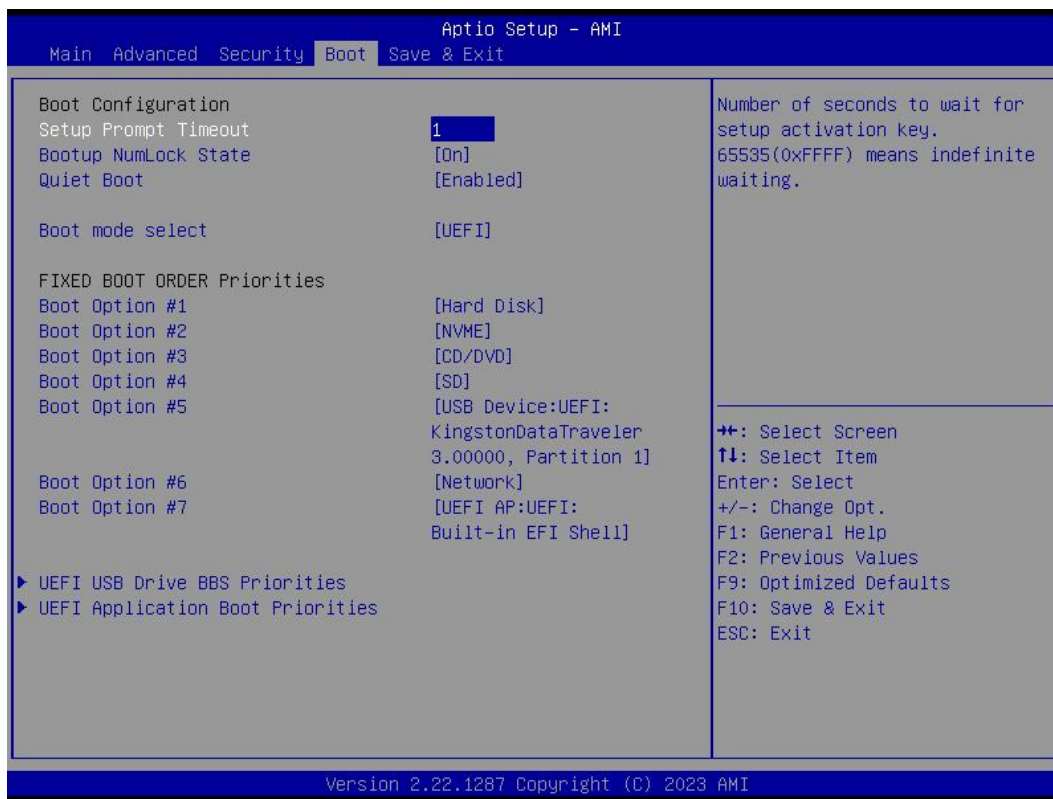 Aptio Setup – AMI
Main Advanced Security Boot Save & Exit
Boot Configuration
Setup Prompt Timeout 1
Bootup NumLock State [On]
Quiet Boot [Enabled]
Boot mode select [UEFI]
FIXED BOOT ORDER Priorities
Boot Option #1 [Hard Disk]
Boot Option #2 [NVME]
Boot Option #3 [CD/DVD]
Boot Option #4 [SD]
Boot Option #5 [USB Device:UEFI:
KingstonDataTraveler
3.00000, Partition 1]
Boot Option #6 [Network]
Boot Option #7 [UEFI AP:UEFI:
Built-in EFI Shell]
UEFI USB Drive BBS Priorities
UEFI Application Boot Priorities
Number of seconds to wait for
setup activation key.
65535(0xFFFF) means indefinite
waiting.
→←: Select Screen
↑↓: Select Item
Enter: Select
+/-: Change Opt.
F1: General Help
F2: Previous Values
F9: Optimized Defaults
F10: Save & Exit
ESC: Exit
Version 2.22.1287 Copyright (C) 2023 AMI